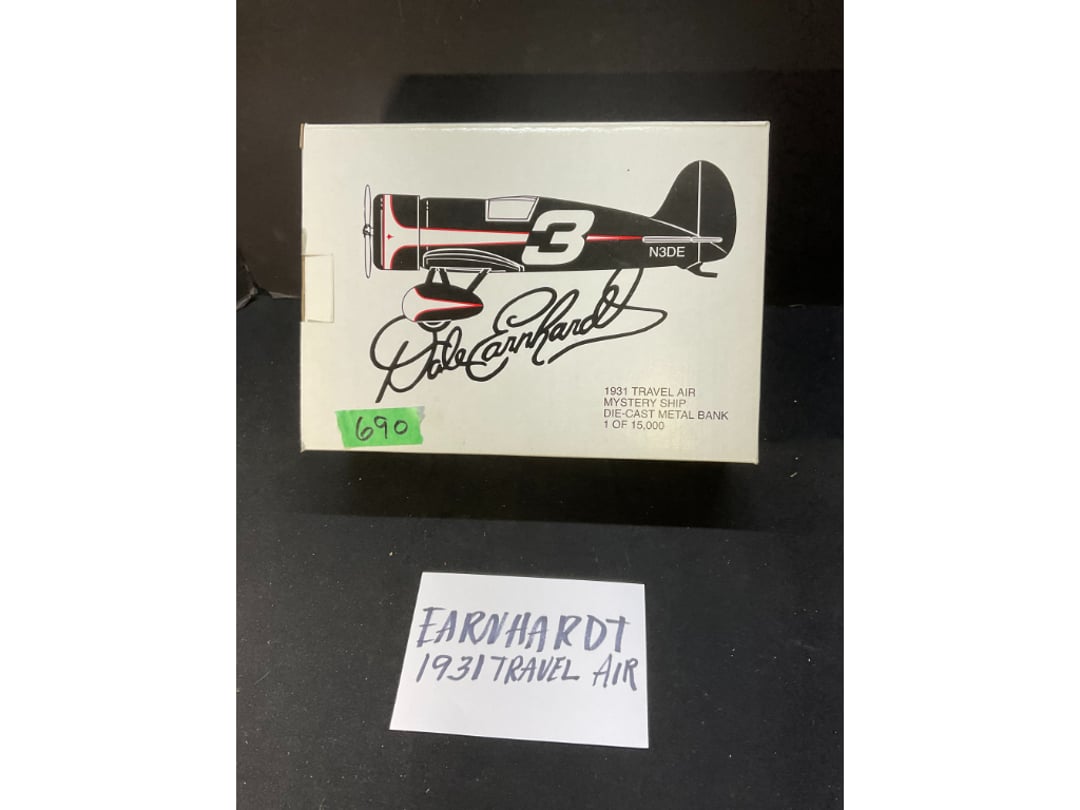 3
N3DE
Dale Earnhardt
1931 TRAVEL AIR
MYSTERY SHIP
DIE-CAST METAL BANK
1 OF 15,000
690
EARNHARDT
1931 TRAVEL AIR